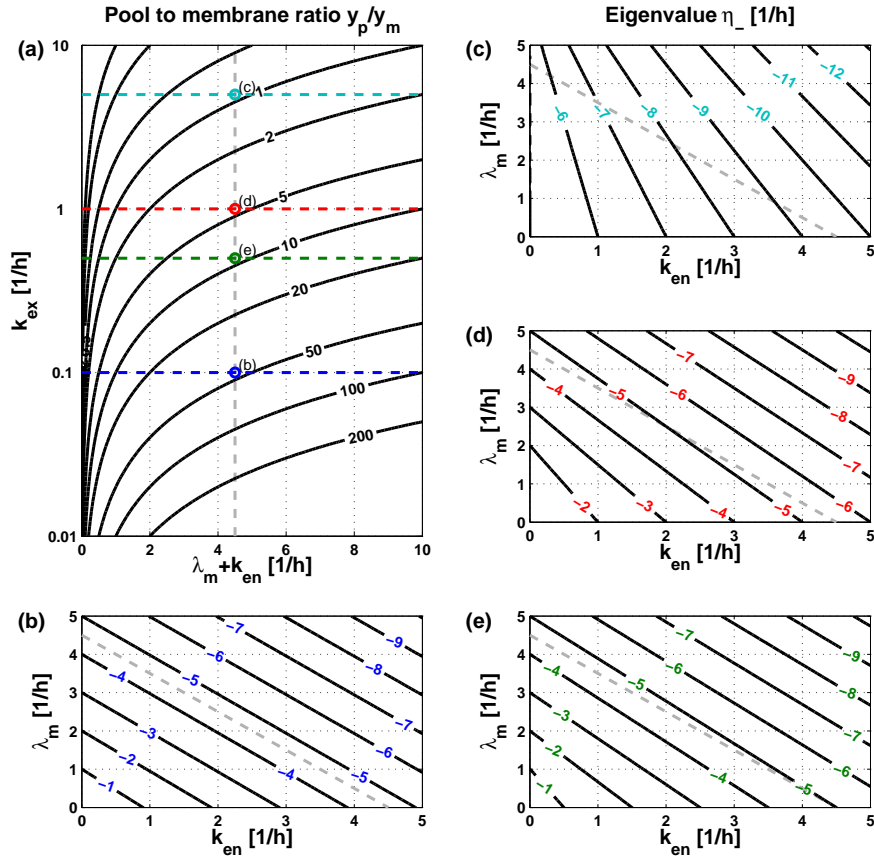 Pool to membrane ratio y_p/y_m
(a)
10
1
0.1
0.01
k_ex [1/h]
(c)
1
2
(d)
5
(e)
10
20
(b)
50
100
200
0 2 4 6 8 10
λ_m+k_en [1/h]
Eigenvalue η_− [1/h]
(c)
5
4
3
2
1
0
λ_m [1/h]
−6 −7 −8 −9 −10 −11 −12
0 1 2 3 4 5
k_en [1/h]
(d)
5
4
3
2
1
0
λ_m [1/h]
−7
−9
−4 −5 −6 −8
−7
−2 −3 −4 −5 −6
0 1 2 3 4 5
k_en [1/h]
(b)
5
4
3
2
1
0
λ_m [1/h]
−7 −9
−6 −8
−4 −5
−3 −7
−2 −4 −6
−1 −5
0 1 2 3 4 5
k_en [1/h]
(e)
5
4
3
2
1
0
λ_m [1/h]
−7 −9
−6 −8
−4 −5
−3 −7
−2 −6
−1 −4 −5
0 1 2 3 4 5
k_en [1/h]